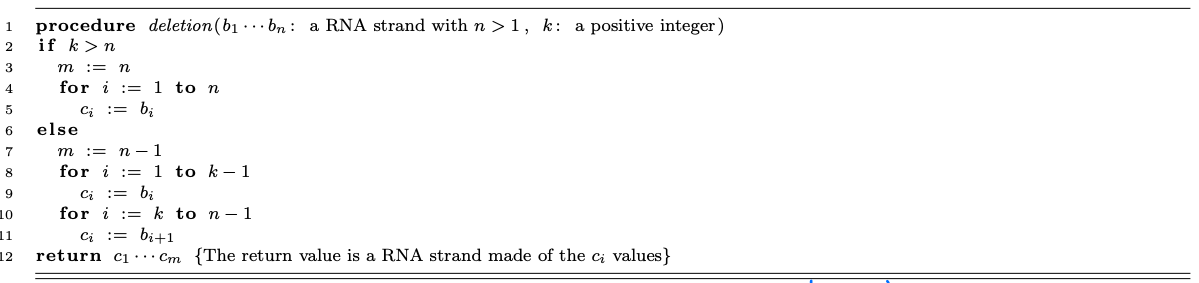 1 procedure deletion(b₁ ⋯ bₙ: a RNA strand with n > 1, k: a positive integer)
2 if k > n
3 m := n
4 for i := 1 to n
5 cᵢ := bᵢ
6 else
7 m := n − 1
8 for i := 1 to k − 1
9 cᵢ := bᵢ
10 for i := k to n − 1
11 cᵢ := bᵢ₊₁
12 return c₁ ⋯ cₘ {The return value is a RNA strand made of the cᵢ values}